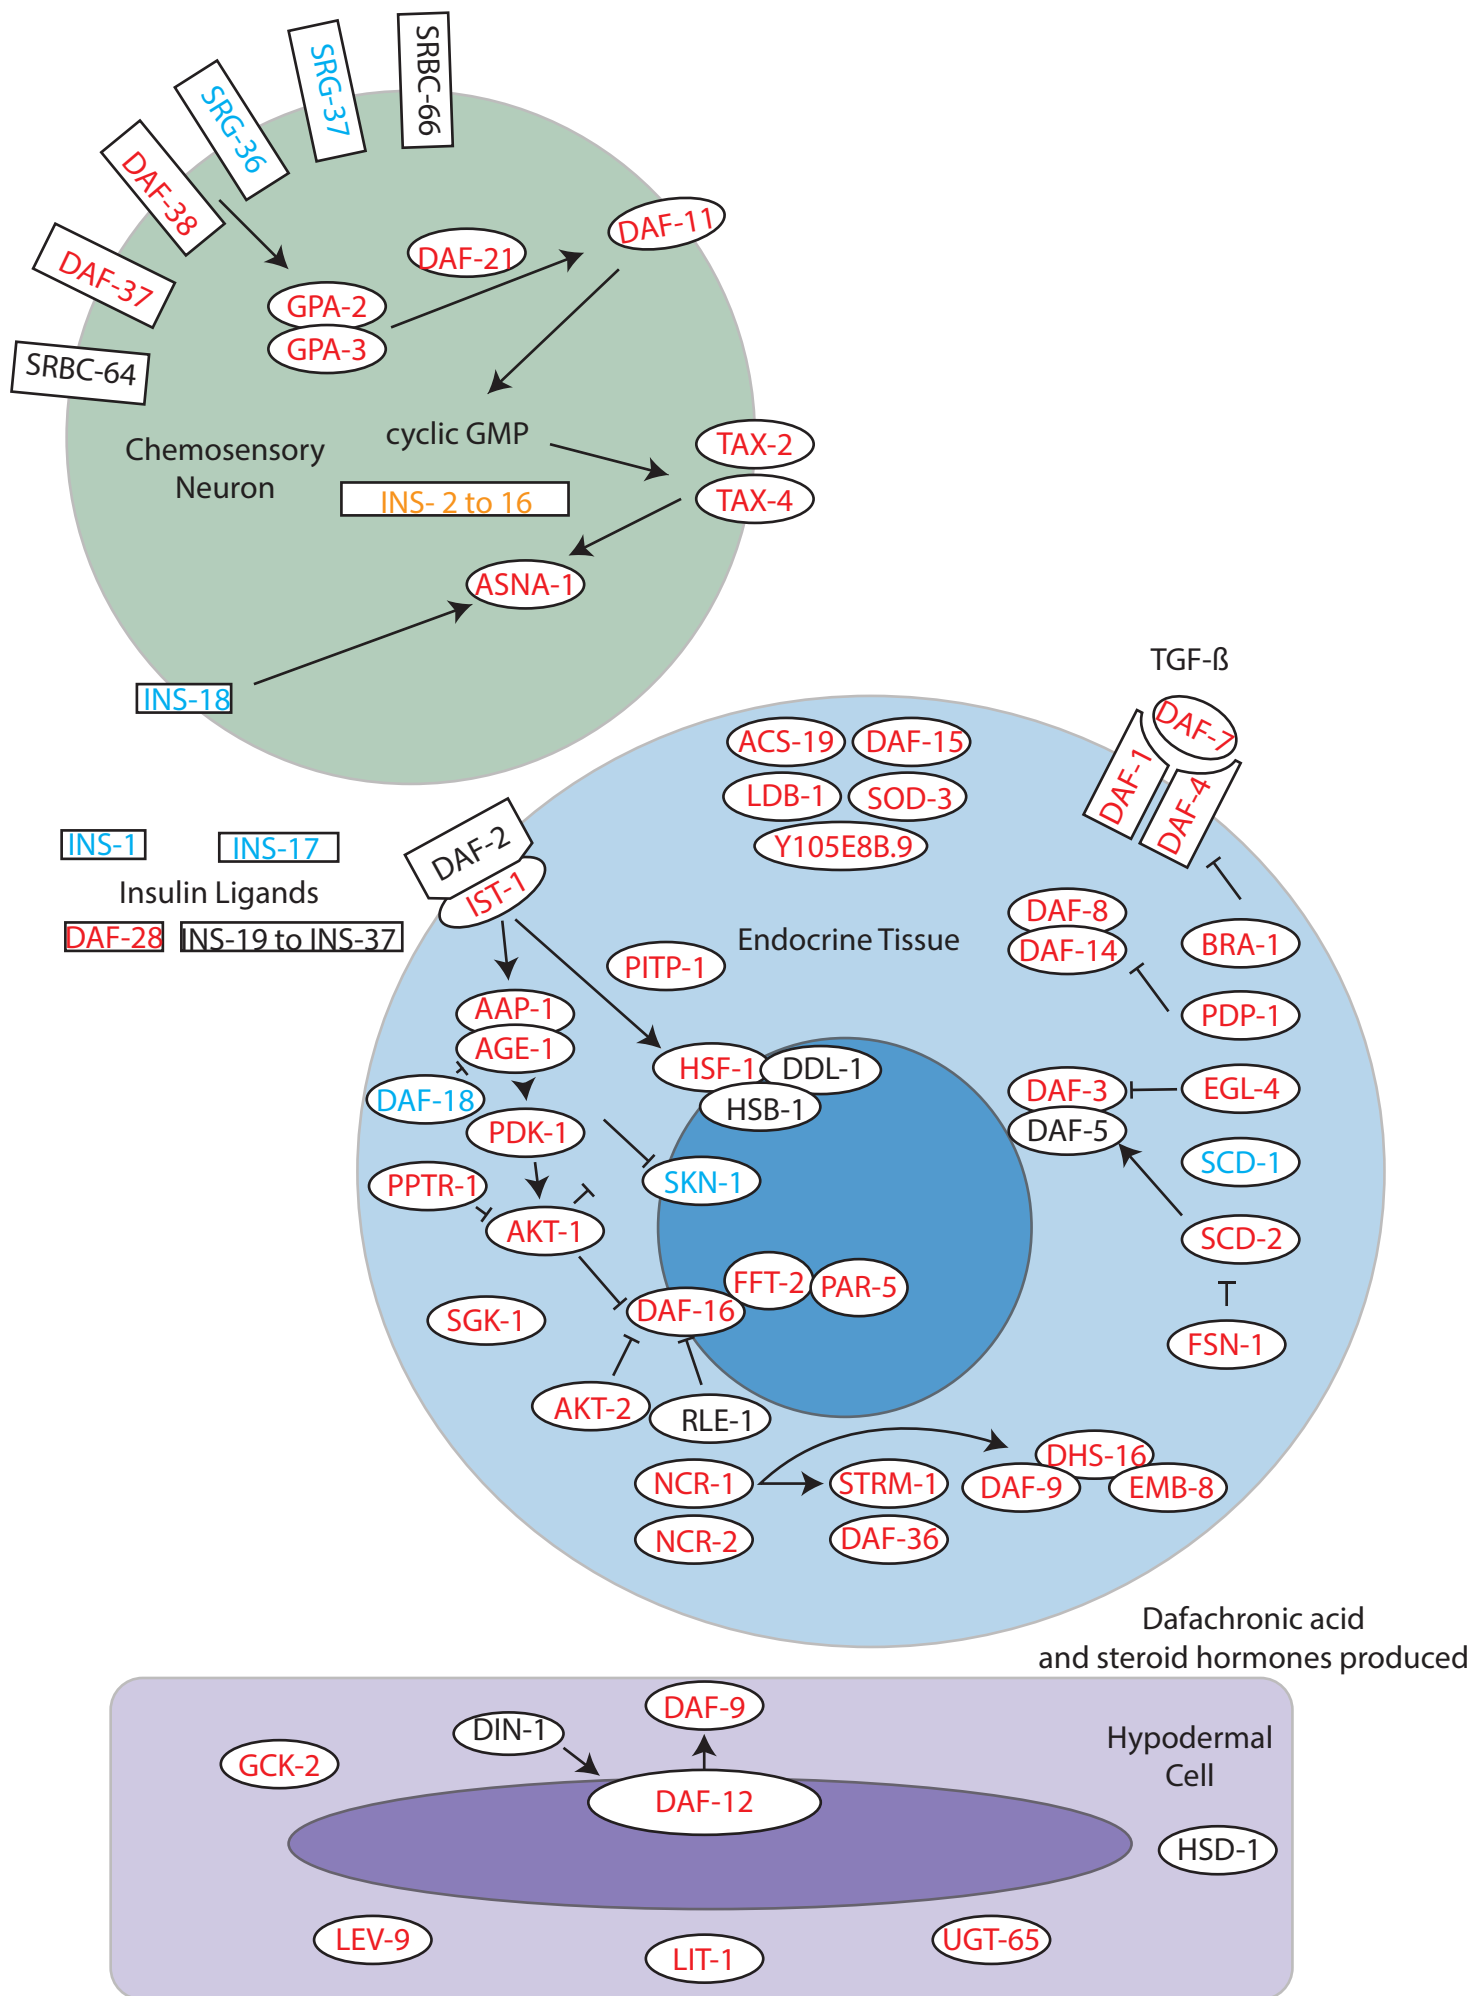 SRBC-66
SRG-37
SRG-36
DAF-38
DAF-37
SRBC-64
DAF-11
DAF-21
GPA-2
GPA-3
cyclic GMP
Chemosensory
Neuron
TAX-2
TAX-4
INS- 2 to 16
ASNA-1
INS-18
TGF-ß
DAF-7
DAF-1
DAF-4
ACS-19
DAF-15
LDB-1
SOD-3
Y105E8B.9
INS-1
INS-17
Insulin Ligands
DAF-28
INS-19 to INS-37
DAF-2
IST-1
Endocrine Tissue
PITP-1
DAF-8
DAF-14
BRA-1
PDP-1
AAP-1
AGE-1
DAF-18
PDK-1
PPTR-1
AKT-1
HSF-1
DDL-1
HSB-1
SKN-1
DAF-3
DAF-5
EGL-4
SCD-1
SCD-2
FSN-1
FFT-2
PAR-5
DAF-16
SGK-1
AKT-2
RLE-1
NCR-1
STRM-1
DHS-16
DAF-9
EMB-8
NCR-2
DAF-36
Dafachronic acid
and steroid hormones produced
DAF-9
DIN-1
GCK-2
Hypodermal
Cell
DAF-12
HSD-1
LEV-9
LIT-1
UGT-65